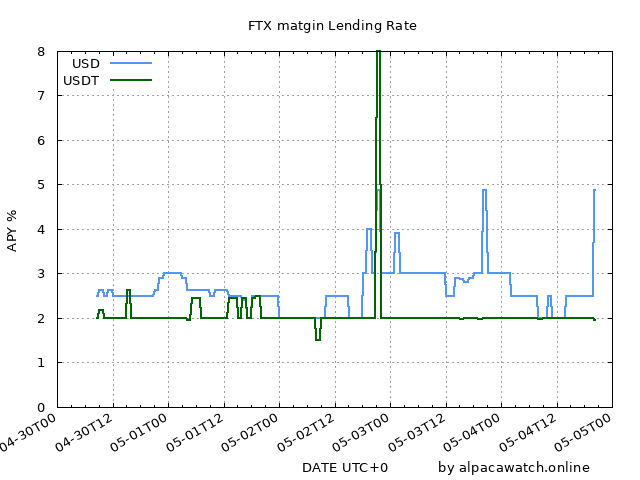 FTX matgin Lending Rate
USD
USDT
8
7
6
5
4
3
2
1
0
APY %
04-30T00
04-30T12
05-01T00
05-01T12
05-02T00
05-02T12
05-03T00
05-03T12
05-04T00
05-04T12
05-05T00
DATE UTC+0 by alpacawatch.online